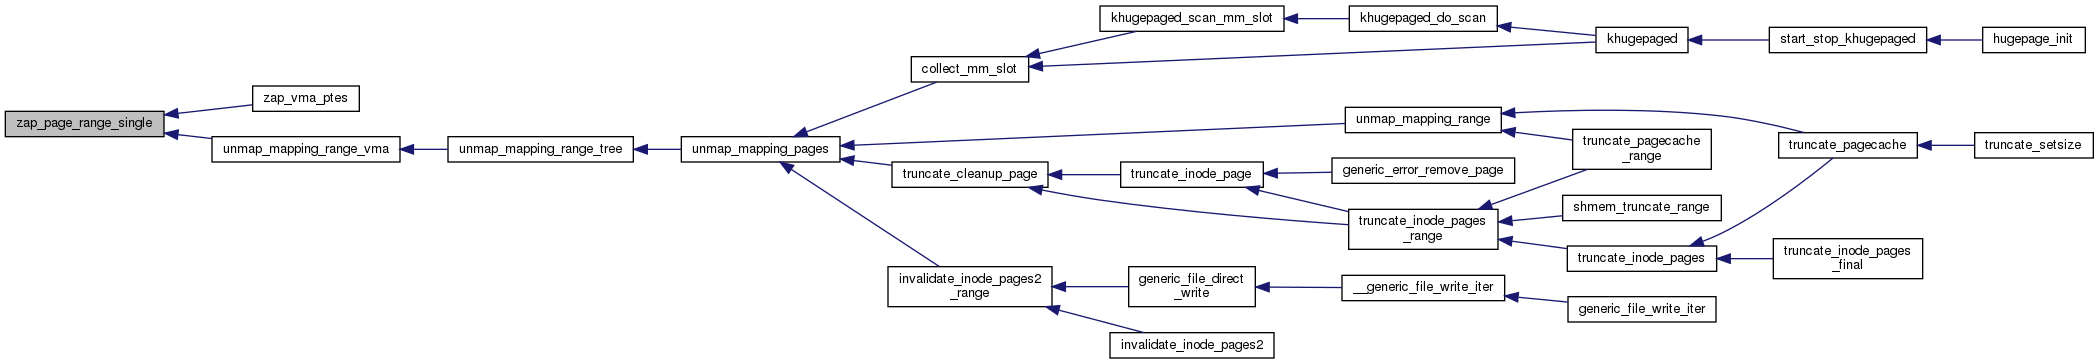 zap_page_range_single
zap_vma_ptes
unmap_mapping_range_vma
unmap_mapping_range_tree
unmap_mapping_pages
collect_mm_slot
khugepaged_scan_mm_slot
khugepaged_do_scan
khugepaged
start_stop_khugepaged
hugepage_init
unmap_mapping_range
truncate_pagecache
_range
truncate_pagecache
truncate_setsize
truncate_cleanup_page
truncate_inode_page
generic_error_remove_page
truncate_inode_pages
_range
shmem_truncate_range
truncate_inode_pages
truncate_inode_pages
_final
invalidate_inode_pages2
_range
generic_file_direct
_write
__generic_file_write_iter
generic_file_write_iter
invalidate_inode_pages2